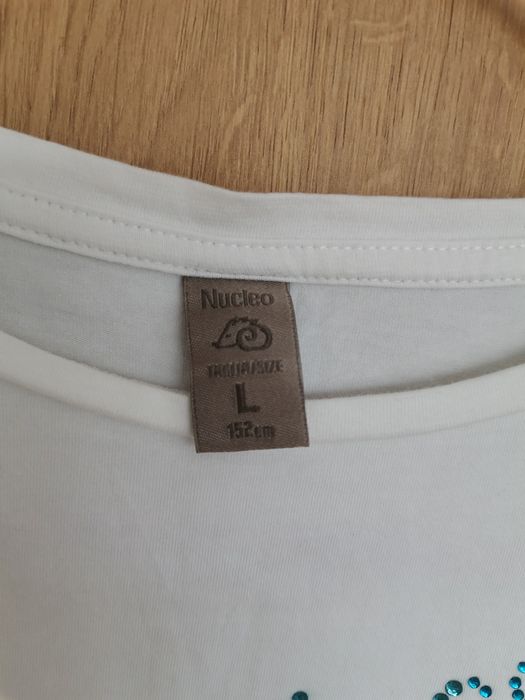 Nucleo
TALLA/SIZE
L
152cm